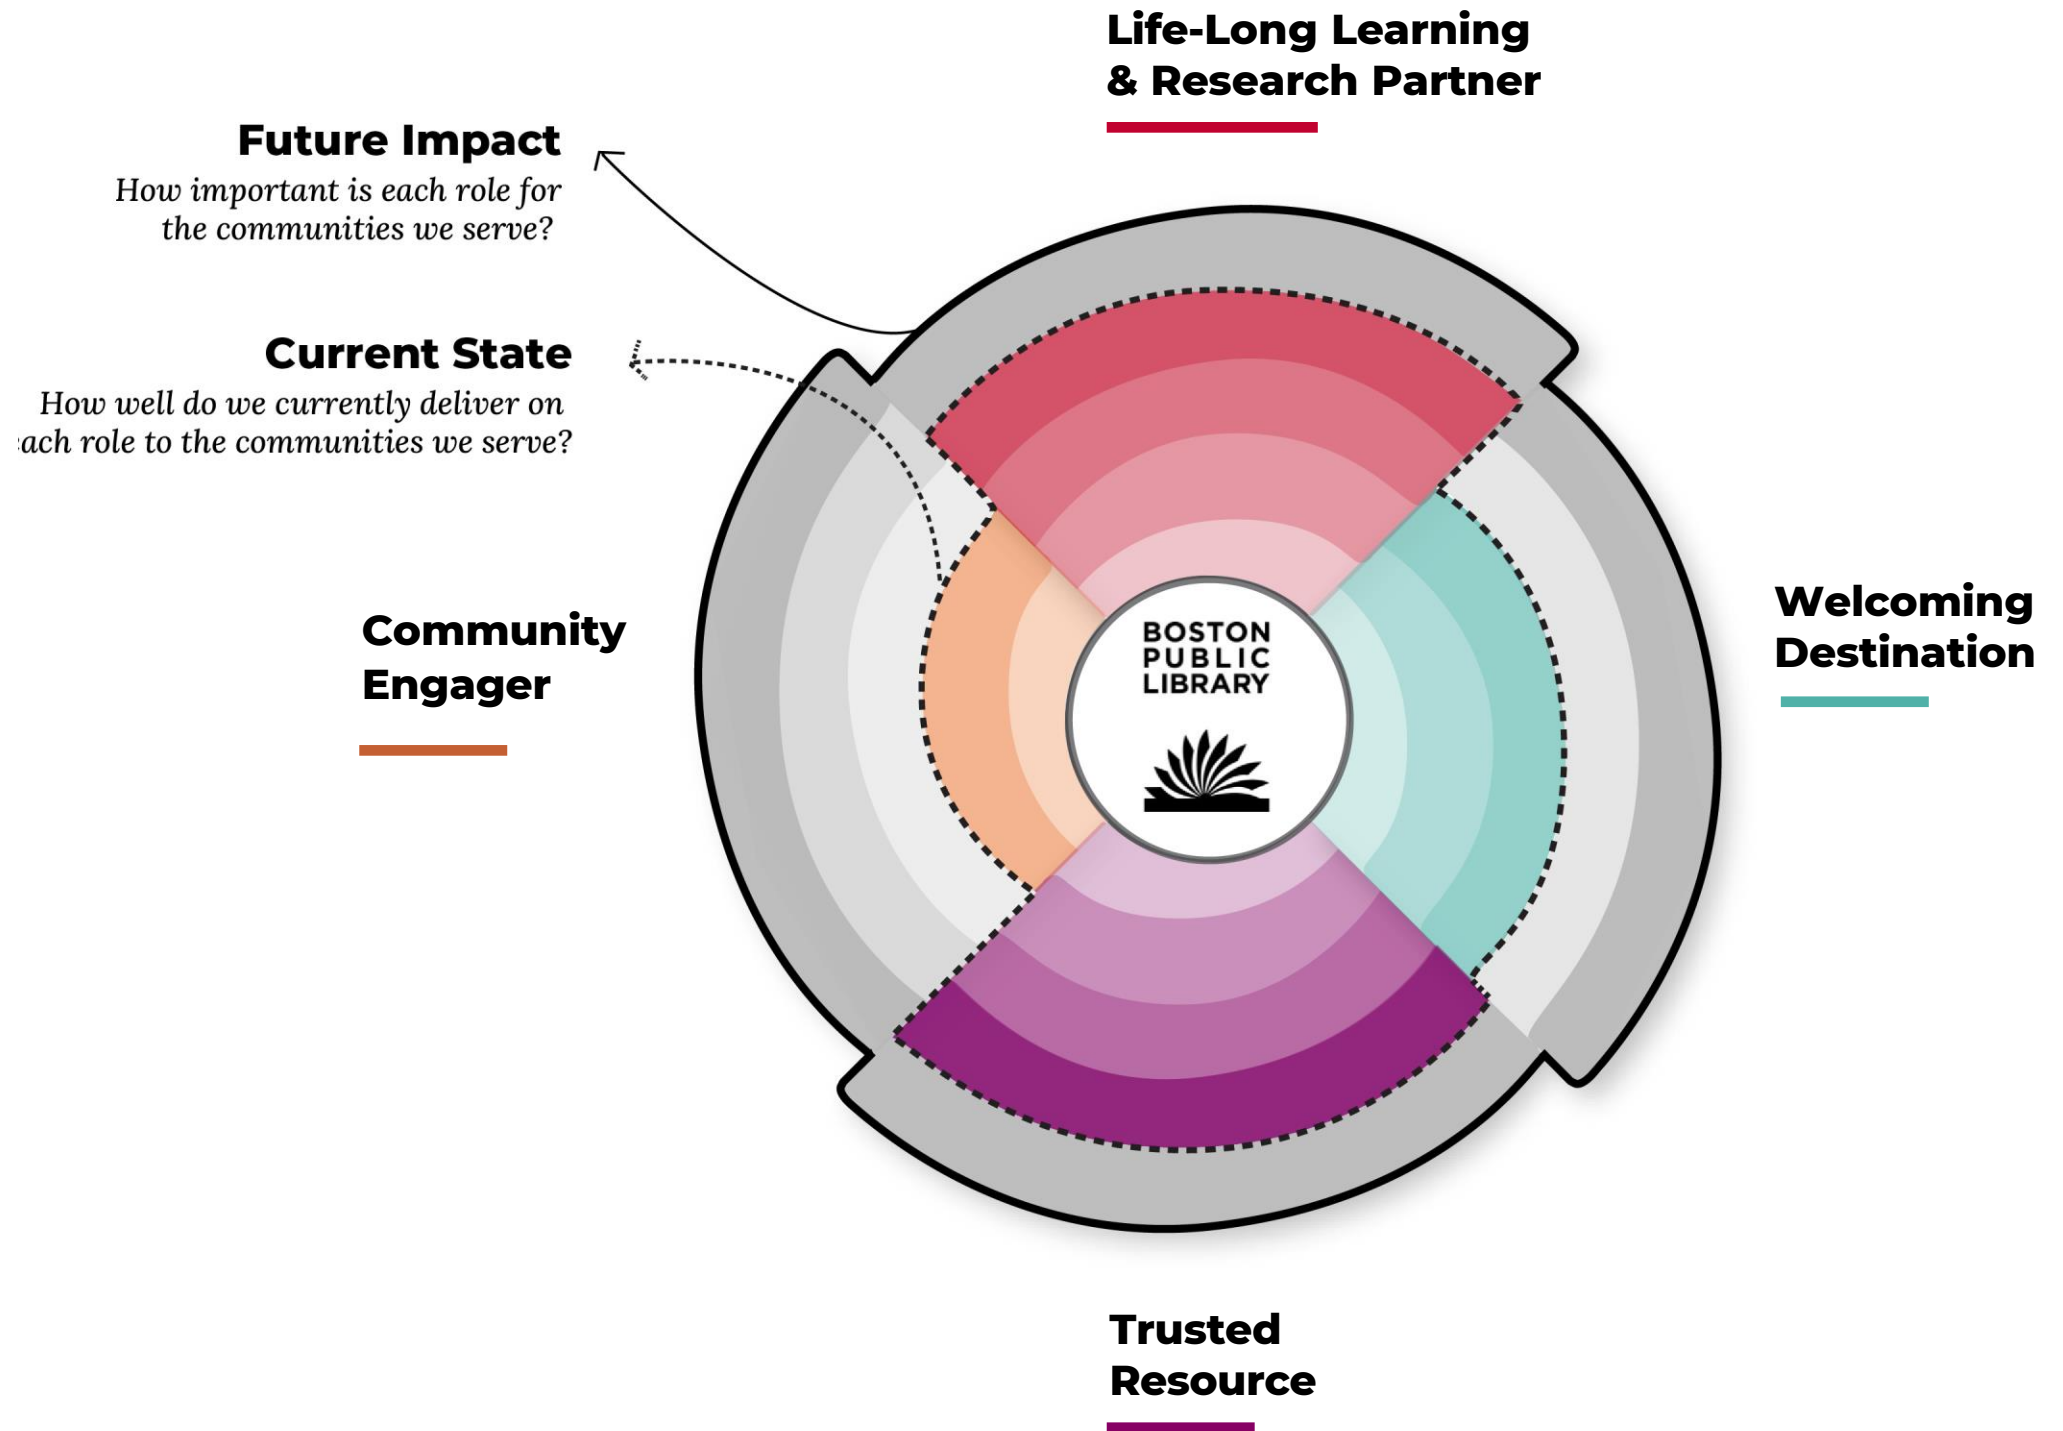 Life-Long Learning
& Research Partner
Future Impact
How important is each role for
the communities we serve?
Current State
How well do we currently deliver on
ach role to the communities we serve?
Community
Engager
BOSTON
PUBLIC
LIBRARY
Welcoming
Destination
Trusted
Resource